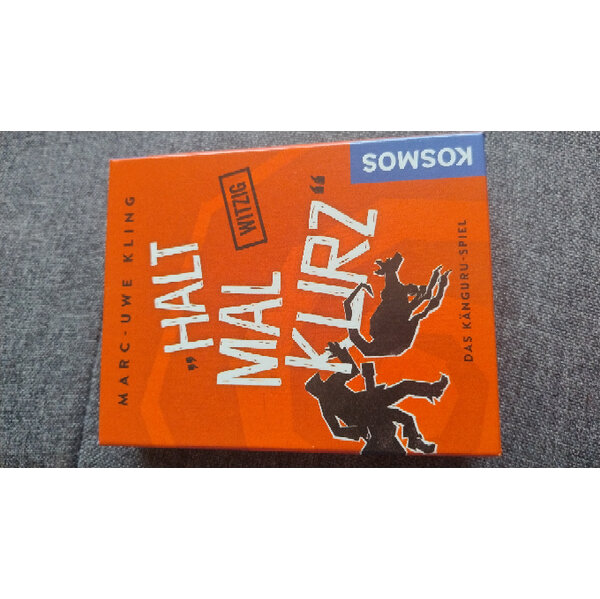 MARC-UWE KLING
„HALT
MAL
KURZ“
WITZIG
DAS KÄNGURU-SPIEL
KOSMOS